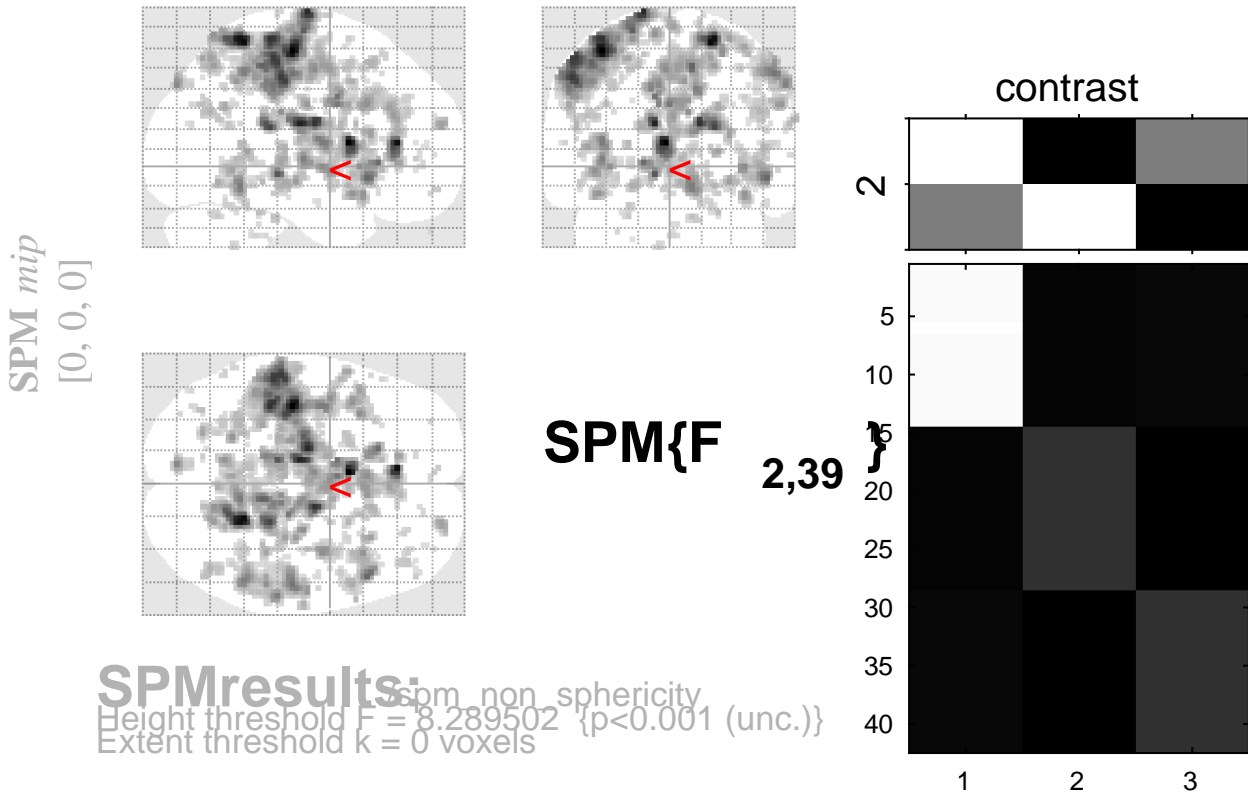 contrast
2
SPM mip
[0, 0, 0]
SPM{F2,39}
5
10
15
20
25
30
35
40
1 2 3
SPMresults: ./spm_non_sphericity
Height threshold F = 8.289502 {p<0.001 (unc.)}
Extent threshold k = 0 voxels